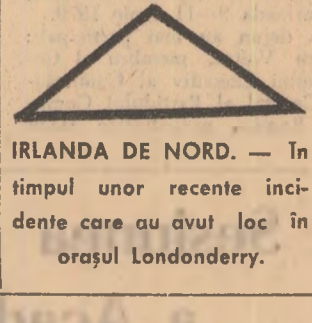 IRLANDA DE NORD. — În
timpul unor recente inci-
dente care au avut loc în
orașul Londonderry.